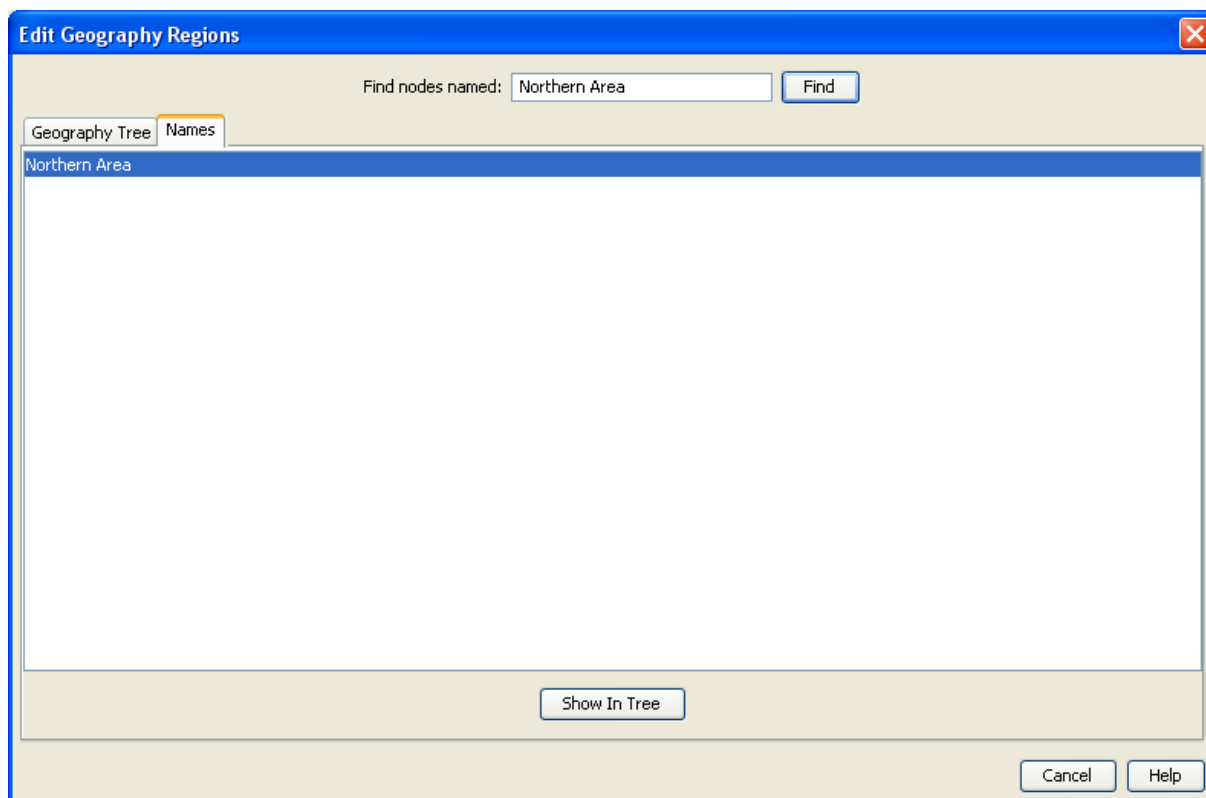 Edit Geography Regions
Find nodes named: Northern Area Find
Geography Tree Names
Northern Area
Show In Tree
Cancel Help